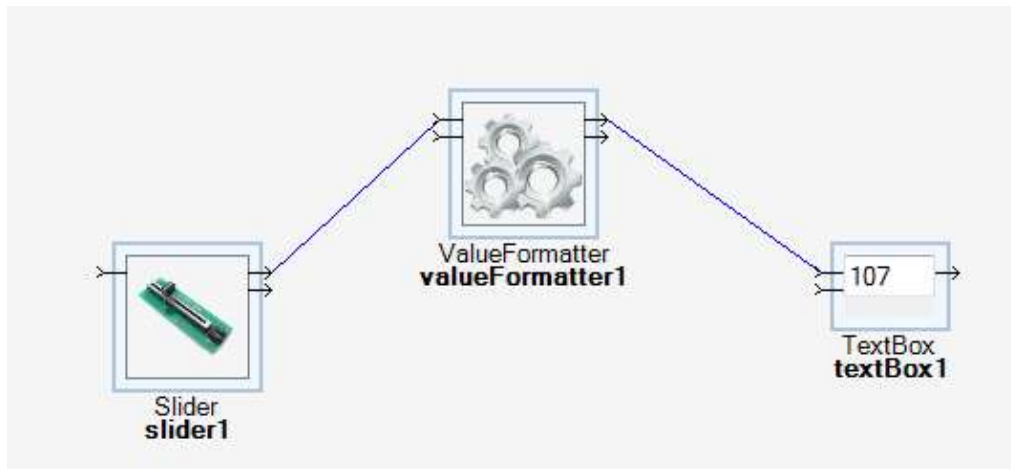 ValueFormatter
valueFormatter1
107
TextBox
textBox1
Slider
slider1